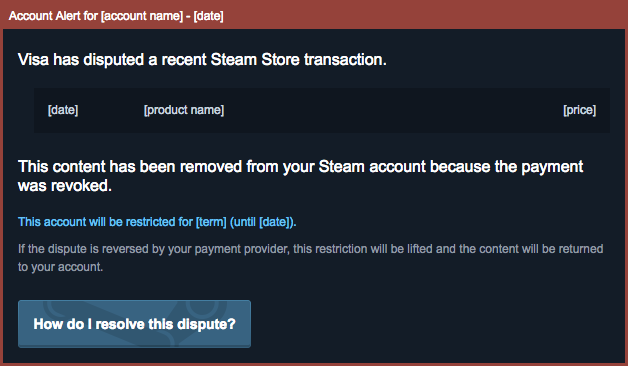 Account Alert for [account name] - [date]
Visa has disputed a recent Steam Store transaction.
[date] [product name] [price]
This content has been removed from your Steam account because the payment
was revoked.
This account will be restricted for [term] (until [date]).
If the dispute is reversed by your payment provider, this restriction will be lifted and the content will be returned
to your account.
How do I resolve this dispute?